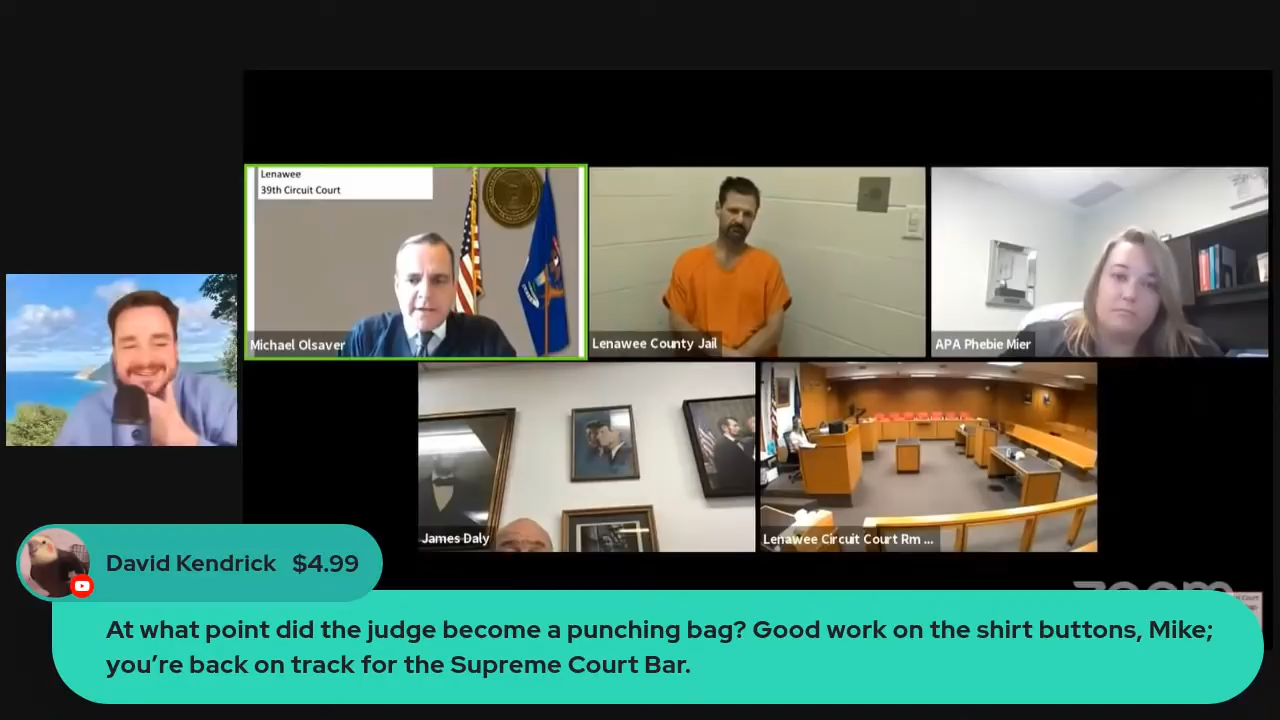 Lenawee
39th Circuit Court
Michael Olsaver
Lenawee County Jail
APA Phebie Mier
James Daly
Lenawee Circuit Court Rm ...
zoom
David Kendrick $4.99
At what point did the judge become a punching bag? Good work on the shirt buttons, Mike;
you’re back on track for the Supreme Court Bar.